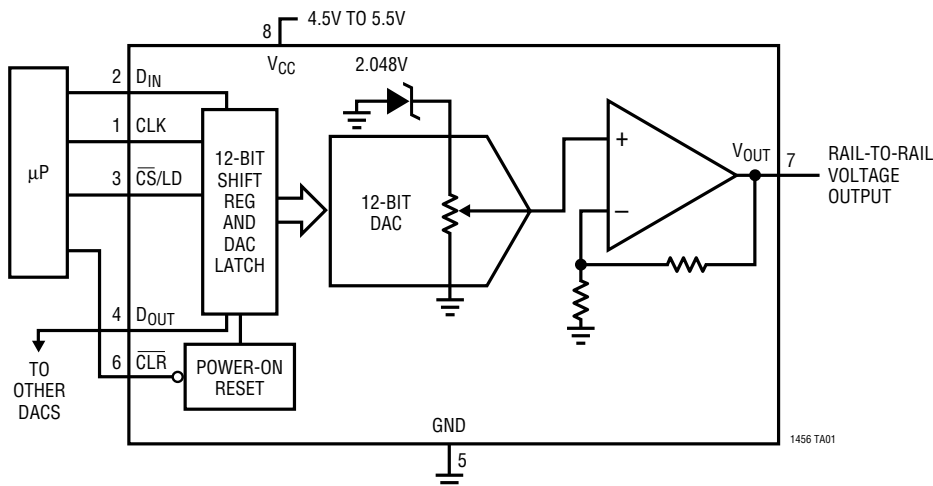 4.5V TO 5.5V
8
VCC
2.048V
µP
2 DIN
1 CLK
3 C̅S̅/LD
12-BIT
SHIFT
REG
AND
DAC
LATCH
12-BIT
DAC
+
−
VOUT
7
RAIL-TO-RAIL
VOLTAGE
OUTPUT
4 DOUT
6 C̅L̅R̅
TO
OTHER
DACS
POWER-ON
RESET
GND
5
1456 TA01